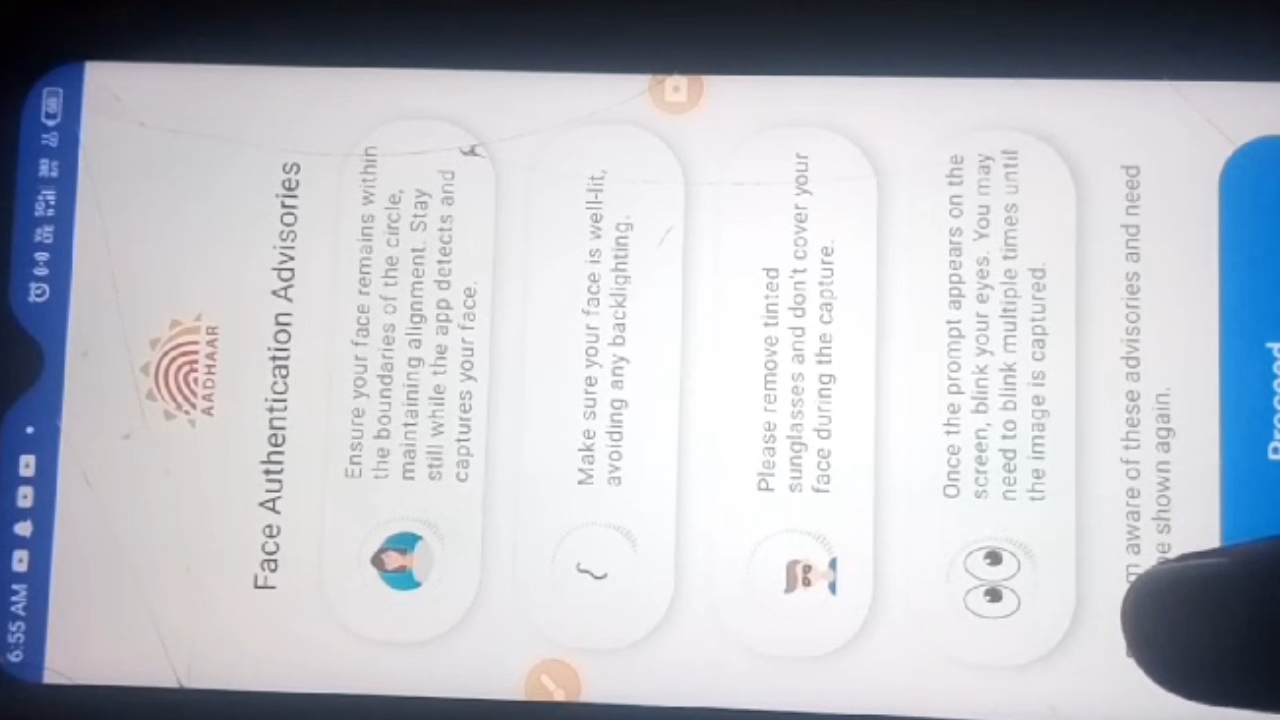 6:55 AM
AADHAAR
Face Authentication Advisories
Ensure your face remains within
the boundaries of the circle,
maintaining alignment. Stay
still while the app detects and
captures your face.
Make sure your face is well-lit,
avoiding any backlighting.
Please remove tinted
sunglasses and don't cover your
face during the capture.
Once the prompt appears on the
screen, blink your eyes. You may
need to blink multiple times until
the image is captured.
aware of these advisories and need
shown again.
Proceed